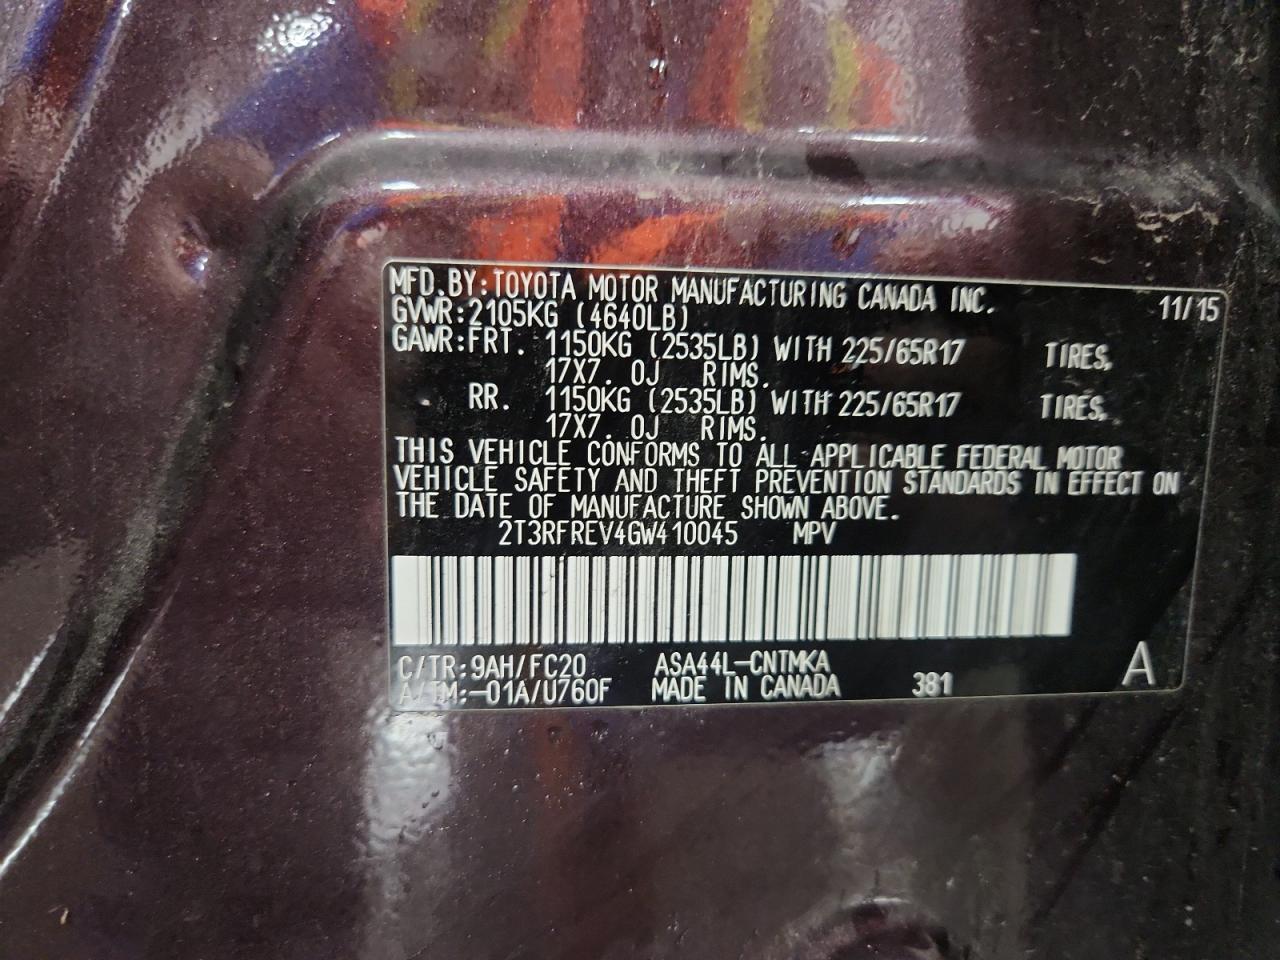 MFD.BY:TOYOTA MOTOR MANUFACTURING CANADA INC. 11/15
GVWR:2105KG (4640LB)
GAWR:FRT. 1150KG (2535LB) WITH 225/65R17 TIRES,
17X7. 0J RIMS.
RR. 1150KG (2535LB) WITH 225/65R17 TIRES,
17X7. 0J RIMS.
THIS VEHICLE CONFORMS TO ALL APPLICABLE FEDERAL MOTOR
VEHICLE SAFETY AND THEFT PREVENTION STANDARDS IN EFFECT ON
THE DATE OF MANUFACTURE SHOWN ABOVE.
2T3RFREV4GW410045 MPV
C/TR:9AH/FC20 ASA44L-CNTMKA A
A/TM:-01A/U760F MADE IN CANADA 381